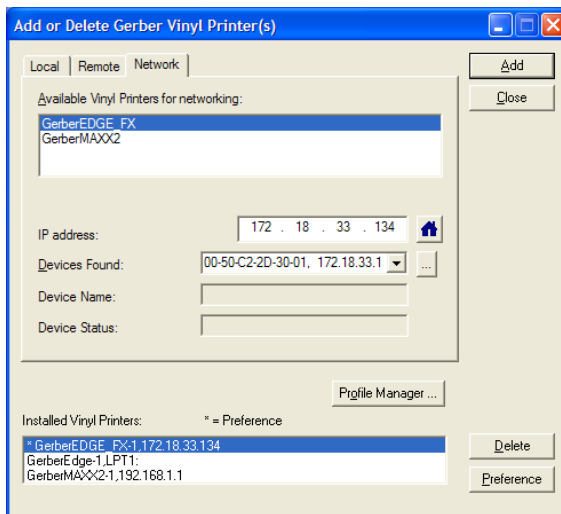 Add or Delete Gerber Vinyl Printer(s)
Local Remote Network
Add
Close
Available Vinyl Printers for networking:
GerberEDGE_FX
GerberMAXX2
IP address:
172 . 18 . 33 . 134
Devices Found:
00-50-C2-2D-30-01, 172.18.33.1
...
Device Name:
Device Status:
Profile Manager ...
Installed Vinyl Printers: * = Preference
* GerberEDGE_FX-1,172.18.33.134
GerberEdge-1,LPT1:
GerberMAXX2-1,192.168.1.1
Delete
Preference